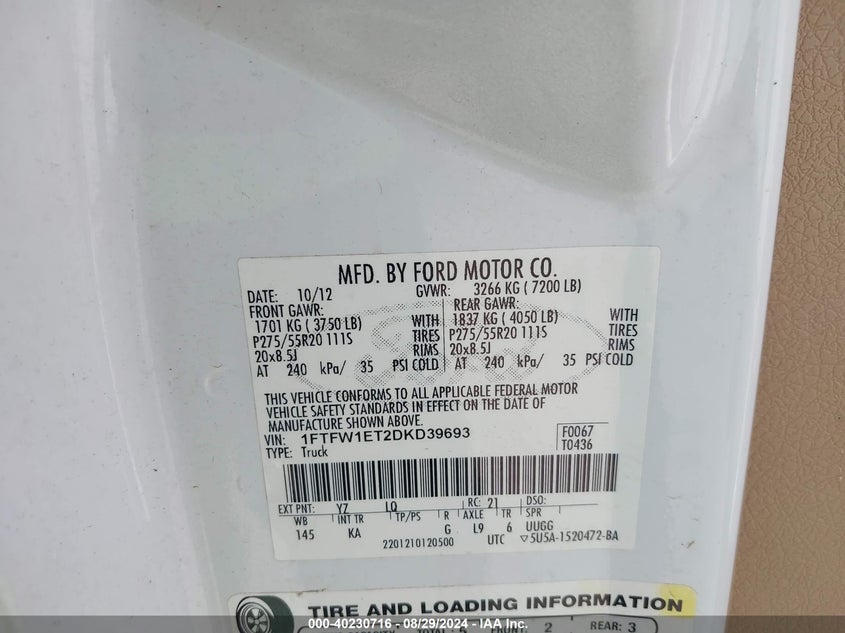 MFD. BY FORD MOTOR CO.
DATE: 10/12 GVWR: 3266 KG ( 7200 LB)
FRONT GAWR: REAR GAWR:
1701 KG ( 3750 LB) WITH 1837 KG ( 4050 LB) WITH
P275/55R20 111S TIRES P275/55R20 111S TIRES
20x8.5J RIMS 20x8.5J RIMS
AT 240 kPa/ 35 PSI COLD AT 240 kPa/ 35 PSI COLD
THIS VEHICLE CONFORMS TO ALL APPLICABLE FEDERAL MOTOR
VEHICLE SAFETY STANDARDS IN EFFECT ON THE DATE OF
MANUFACTURE SHOWN ABOVE.
VIN: 1FTFW1ET2DKD39693 F0067
TYPE: Truck T0436
EXT PNT: YZ LQ RC: 21 DSO:
WB INT TR TP/PS R AXLE TR SPR
145 KA G L9 6 UUGG
2201210120500 UTC ▽5U5A-1520472-BA
TIRE AND LOADING INFORMATION
TOTAL: 5 FRONT: 2 REAR: 3
000-40230716 - 08/29/2024 - IAA Inc.